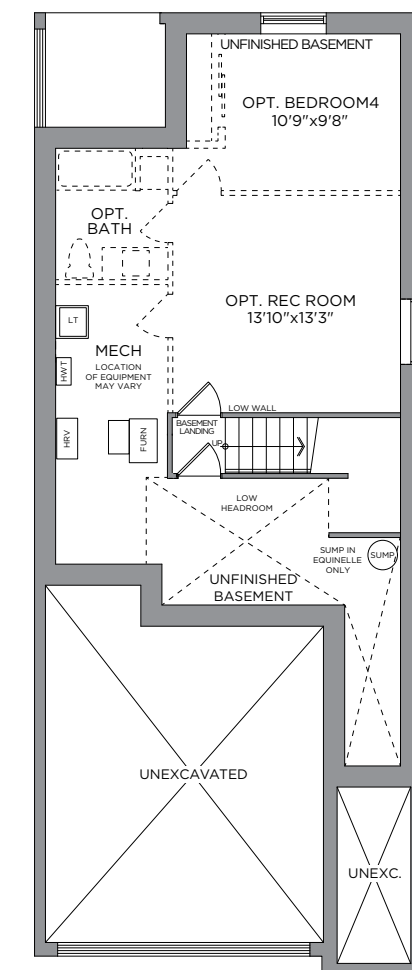 UNFINISHED BASEMENT
OPT. BEDROOM4
10'9"x9'8"
OPT.
BATH
OPT. REC ROOM
13'10"x13'3"
LT
MECH
LOCATION
OF EQUIPMENT
MAY VARY
HWT
HRV
FURN
LOW WALL
BASEMENT
LANDING
UP
LOW
HEADROOM
SUMP IN
EQUINELLE
ONLY
SUMP
UNFINISHED
BASEMENT
UNEXCAVATED
UNEXC.